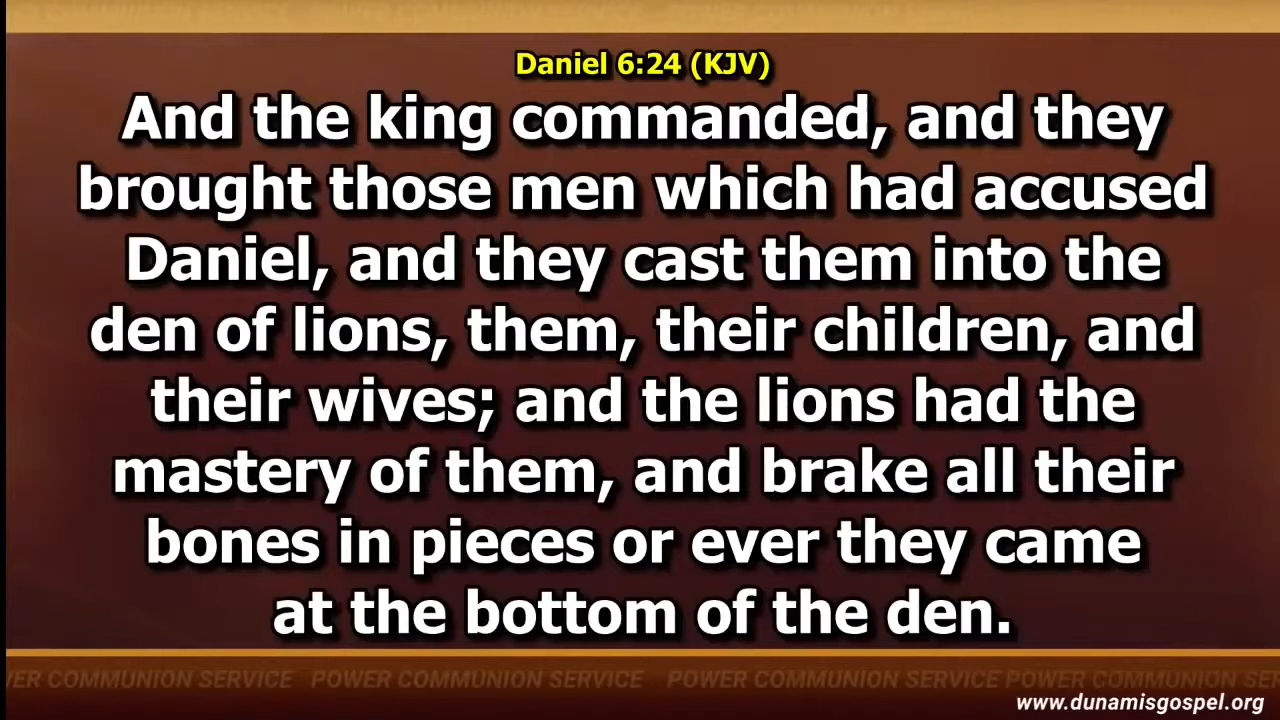 Daniel 6:24 (KJV)
And the king commanded, and they
brought those men which had accused
Daniel, and they cast them into the
den of lions, them, their children, and
their wives; and the lions had the
mastery of them, and brake all their
bones in pieces or ever they came
at the bottom of the den.
ER COMMUNION SERVICE POWER COMMUNION SERVICE POWER COMMUNION SERVICE POWER COMMUNION SER
www.dunamisgospel.org